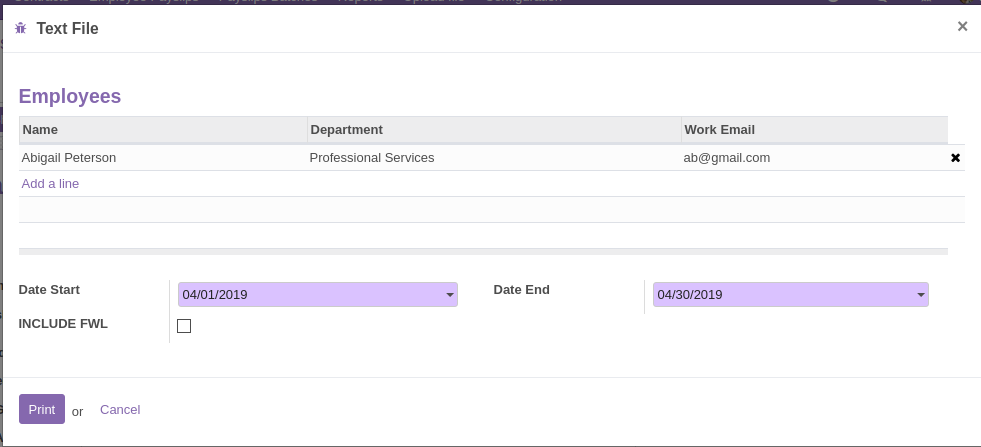 Text File ×
Employees
Name Department Work Email
Abigail Peterson Professional Services ab@gmail.com ✖
Add a line
Date Start 04/01/2019 Date End 04/30/2019
INCLUDE FWL
Print or Cancel